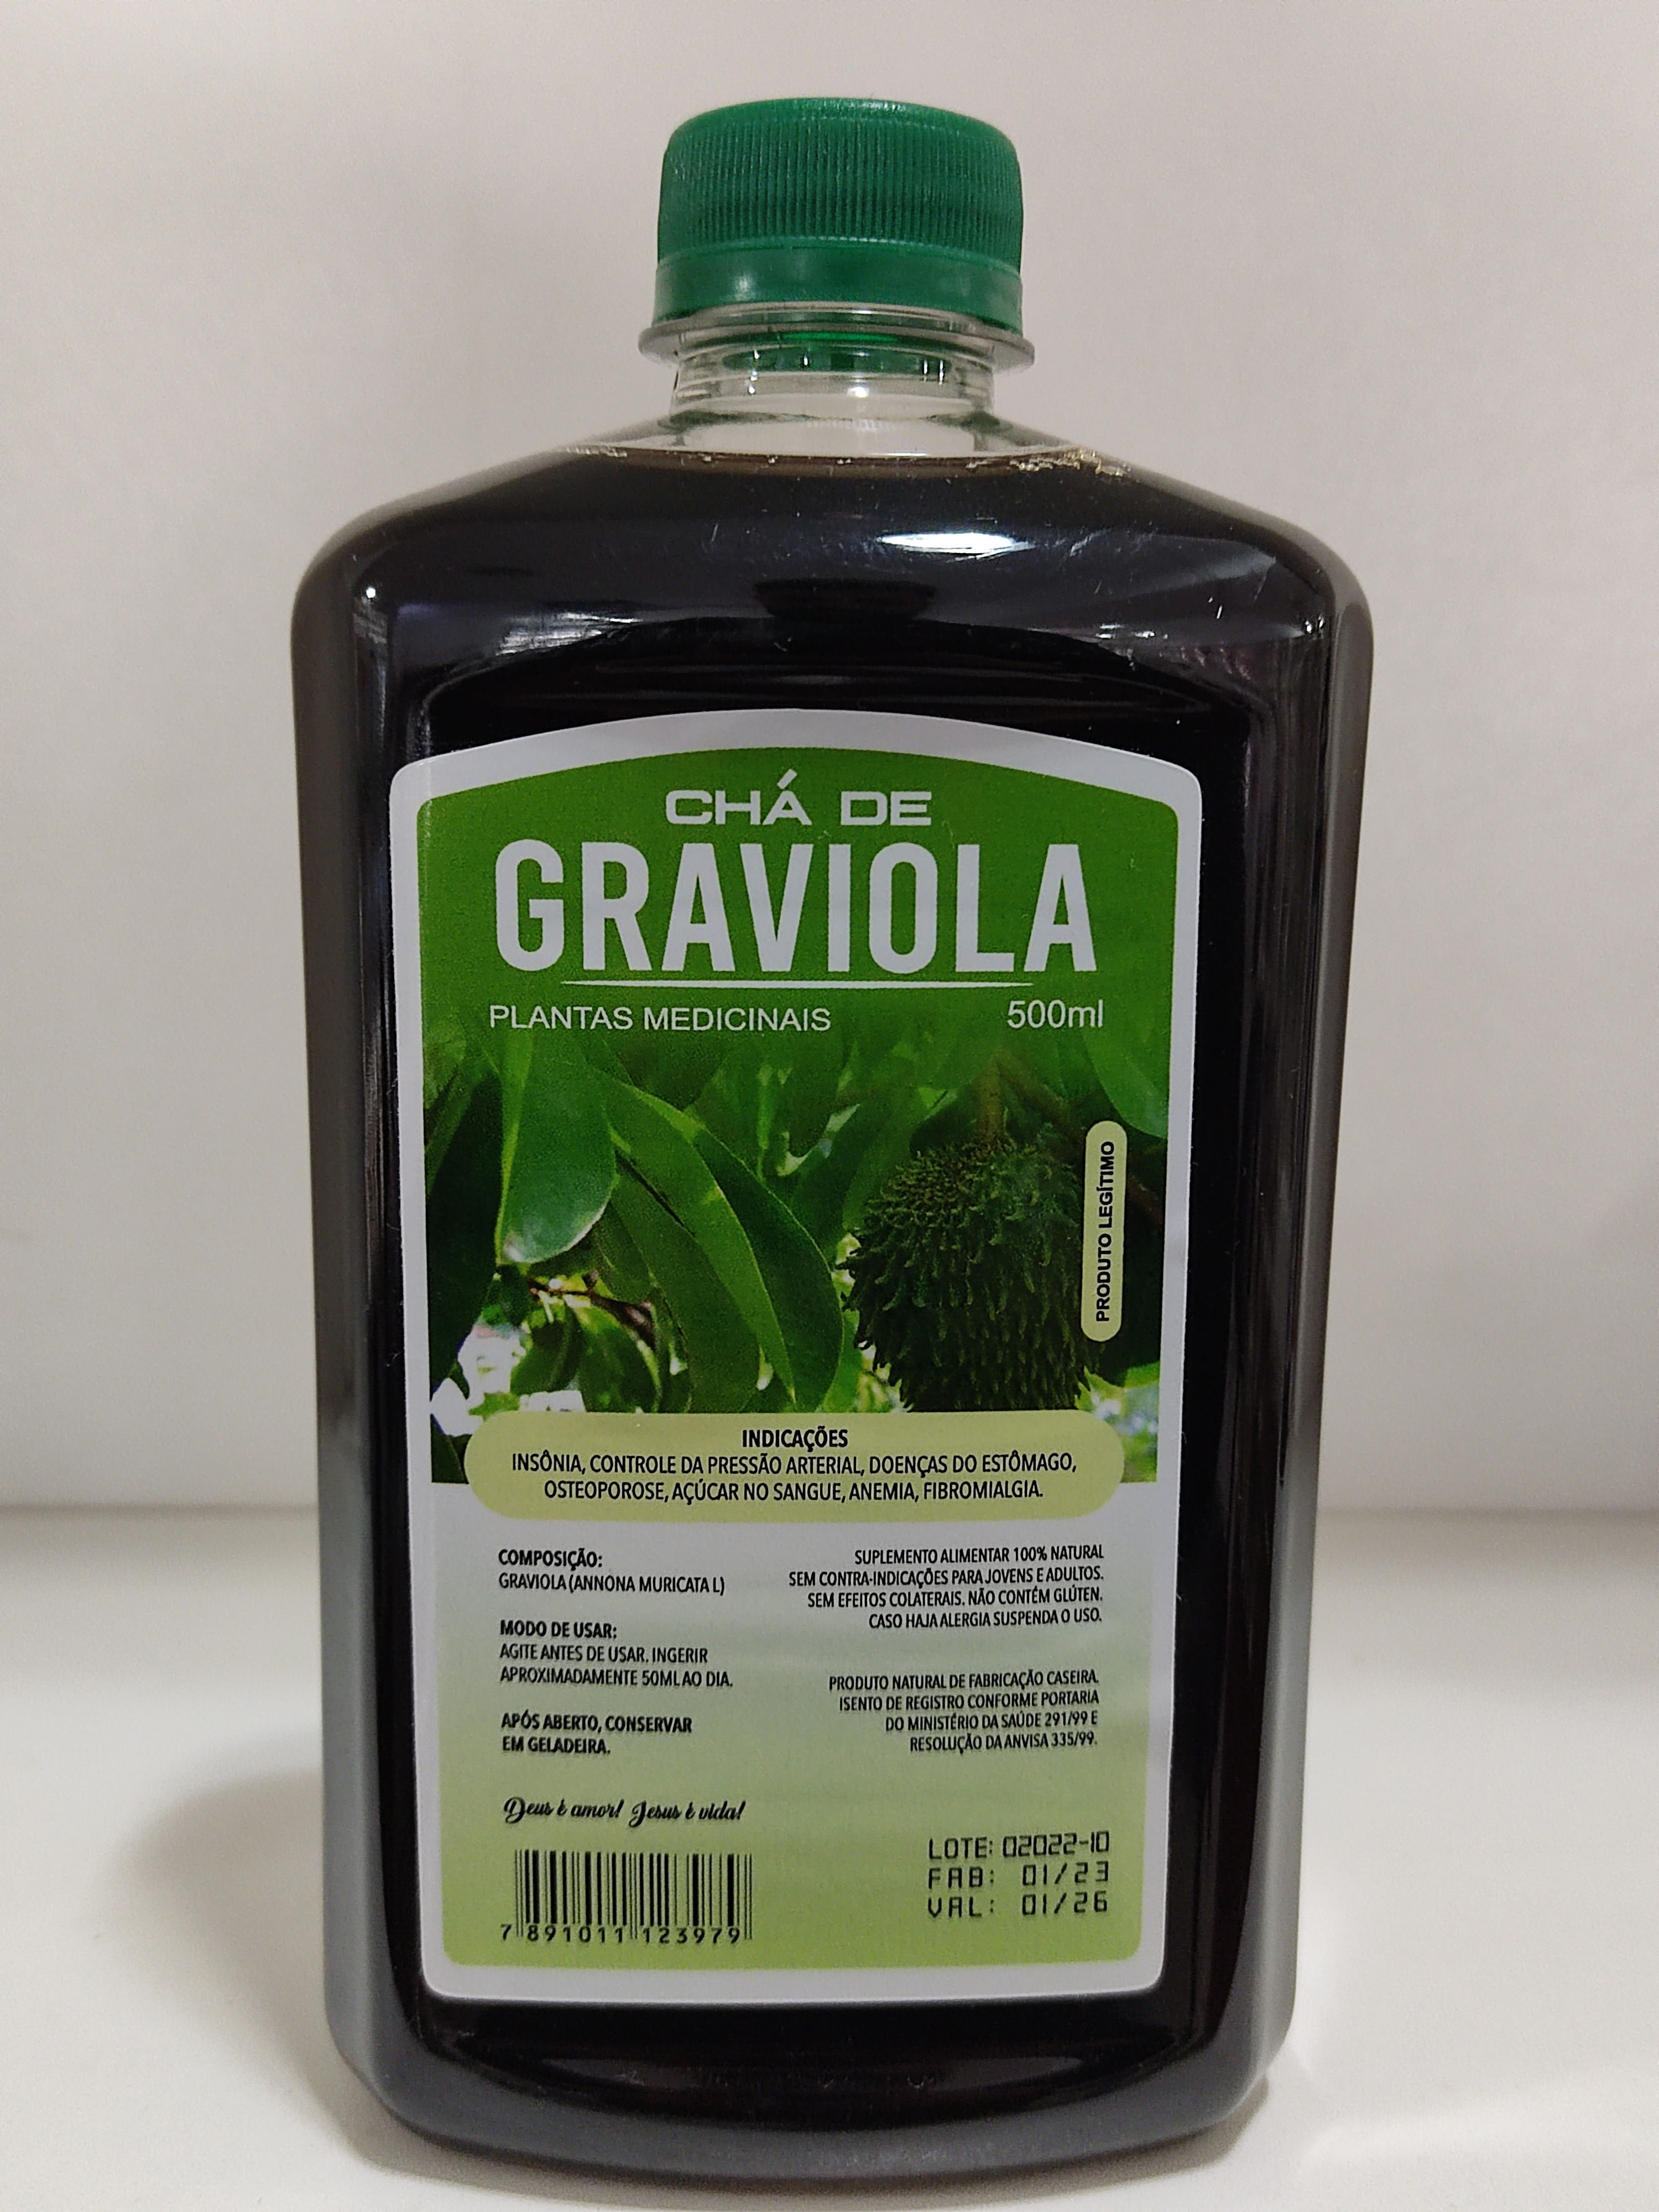 CHÁ DE
GRAVIOLA
PLANTAS MEDICINAIS 500ml
PRODUTO LEGÍTIMO
INDICAÇÕES
INSÔNIA, CONTROLE DA PRESSÃO ARTERIAL, DOENÇAS DO ESTÔMAGO,
OSTEOPOROSE, AÇÚCAR NO SANGUE, ANEMIA, FIBROMIALGIA.
COMPOSIÇÃO:
GRAVIOLA (ANNONA MURICATA L)
MODO DE USAR:
AGITE ANTES DE USAR. INGERIR
APROXIMADAMENTE 50ML AO DIA.
APÓS ABERTO, CONSERVAR
EM GELADEIRA.
SUPLEMENTO ALIMENTAR 100% NATURAL
SEM CONTRA-INDICAÇÕES PARA JOVENS E ADULTOS.
SEM EFEITOS COLATERAIS. NÃO CONTÉM GLÚTEN.
CASO HAJA ALERGIA SUSPENDA O USO.
PRODUTO NATURAL DE FABRICAÇÃO CASEIRA.
ISENTO DE REGISTRO CONFORME PORTARIA
DO MINISTÉRIO DA SAÚDE 291/99 E
RESOLUÇÃO DA ANVISA 335/99.
Deus é amor! Jesus é vida!
7 891011 123979
LOTE: 02022-10
FAB: 01/23
VAL: 01/26